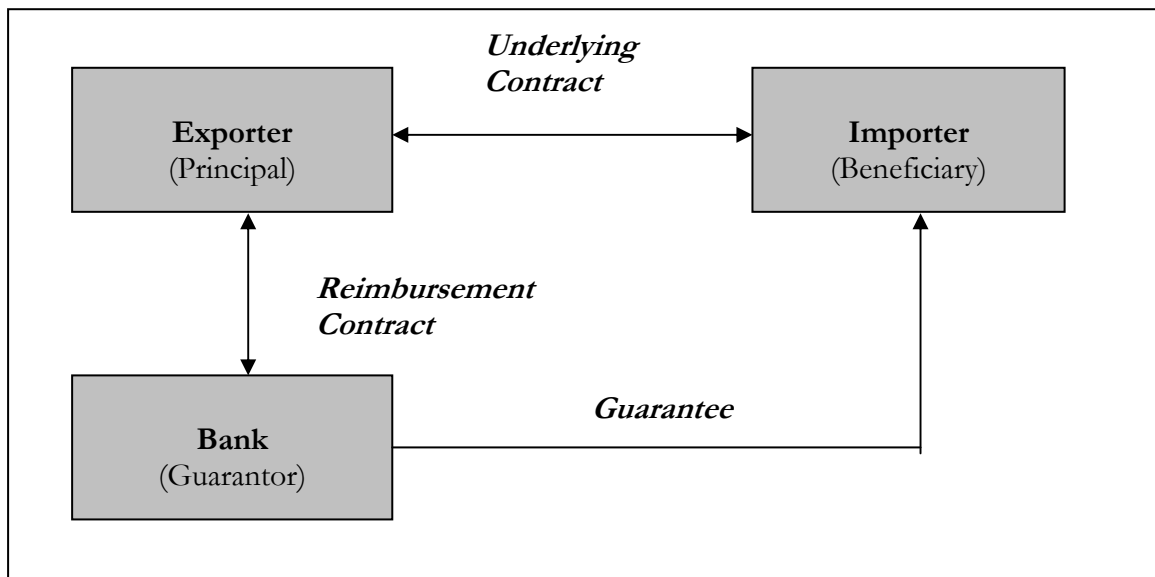 Underlying
Contract
Exporter
(Principal)
Importer
(Beneficiary)
Reimbursement
Contract
Guarantee
Bank
(Guarantor)